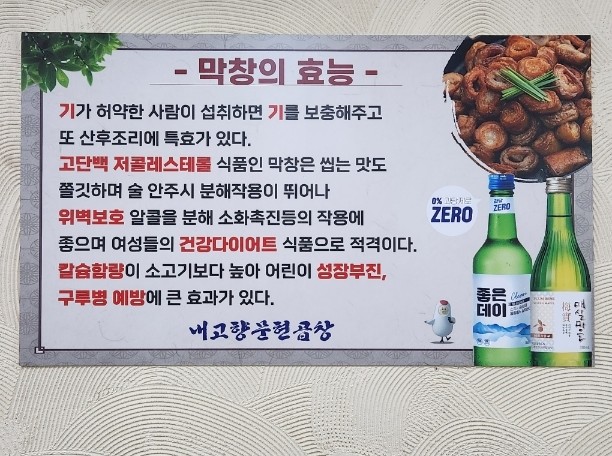 - 막창의 효능 -
기가 허약한 사람이 섭취하면 기를 보충해주고
또 산후조리에 특효가 있다.
고단백 저콜레스테롤 식품인 막창은 씹는 맛도
쫄깃하며 술 안주시 분해작용이 뛰어나
위벽보호 알콜을 분해 소화촉진등의 작용에
좋으며 여성들의 건강다이어트 식품으로 적격이다.
칼슘함량이 소고기보다 높아 어린이 성장부진,
구루병 예방에 큰 효과가 있다.
내고향문현곱창
0%
ZERO
ZERO
좋은
데이
매실마을
梅實